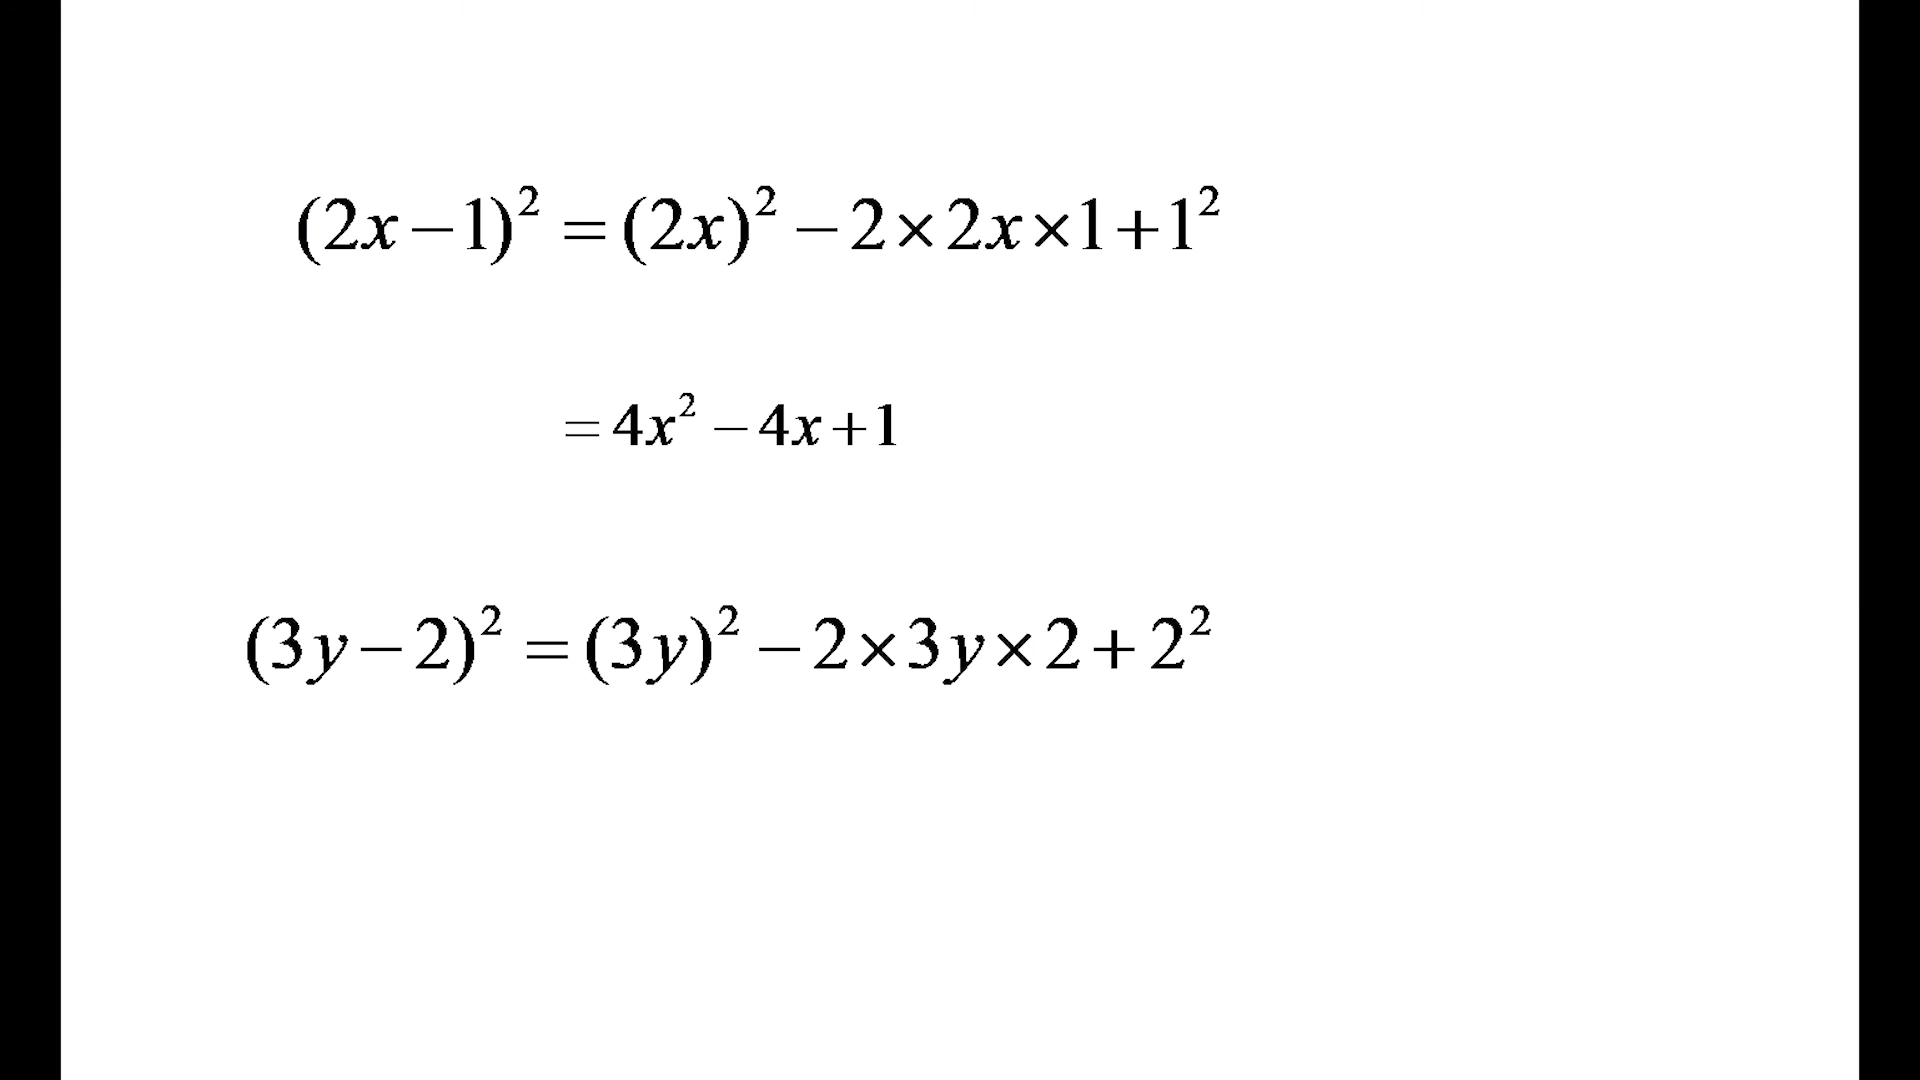 (2x−1)² = (2x)² − 2×2x×1+1²
= 4x² − 4x+1
(3y−2)² = (3y)² − 2×3y×2+2²